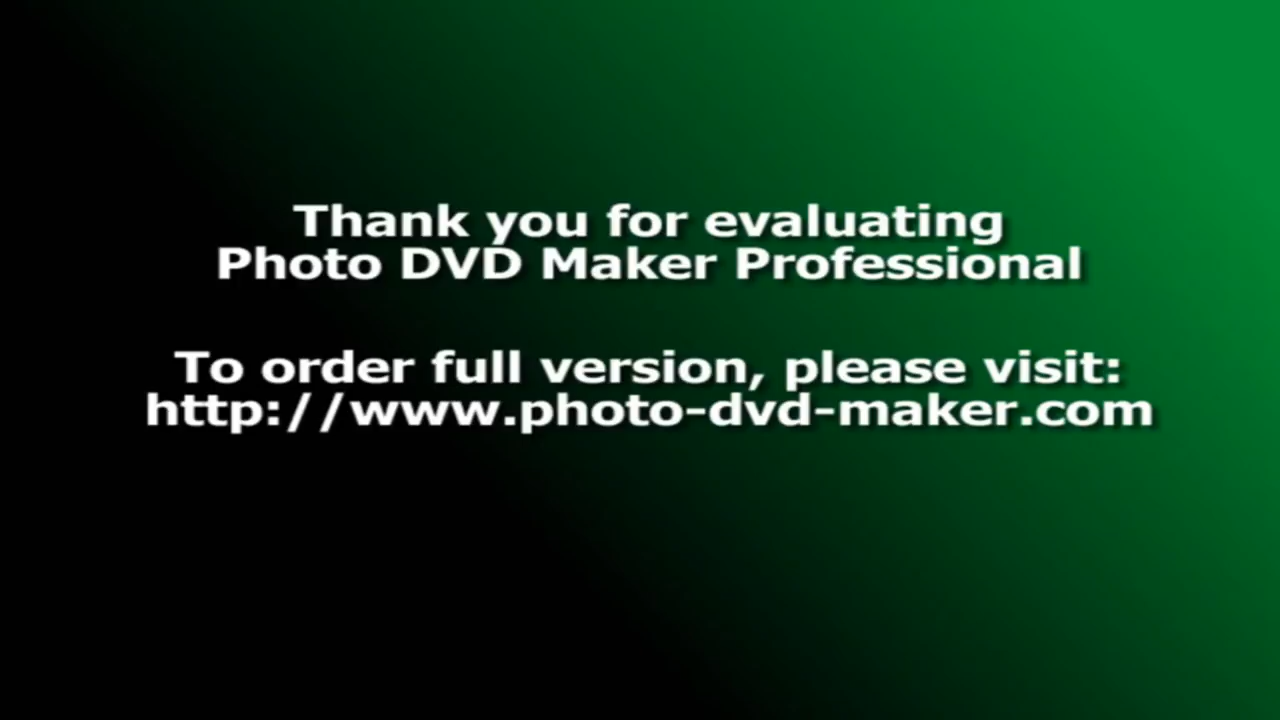 Thank you for evaluating
Photo DVD Maker Professional
To order full version, please visit:
http://www.photo-dvd-maker.com